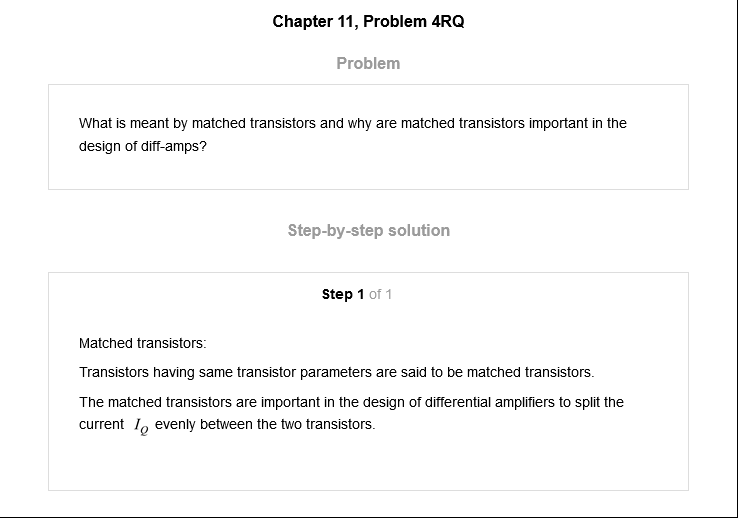 Chapter 11, Problem 4RQ
Problem
What is meant by matched transistors and why are matched transistors important in the
design of diff-amps?
Step-by-step solution
Step 1 of 1
Matched transistors:
Transistors having same transistor parameters are said to be matched transistors.
The matched transistors are important in the design of differential amplifiers to split the
current I_Q evenly between the two transistors.